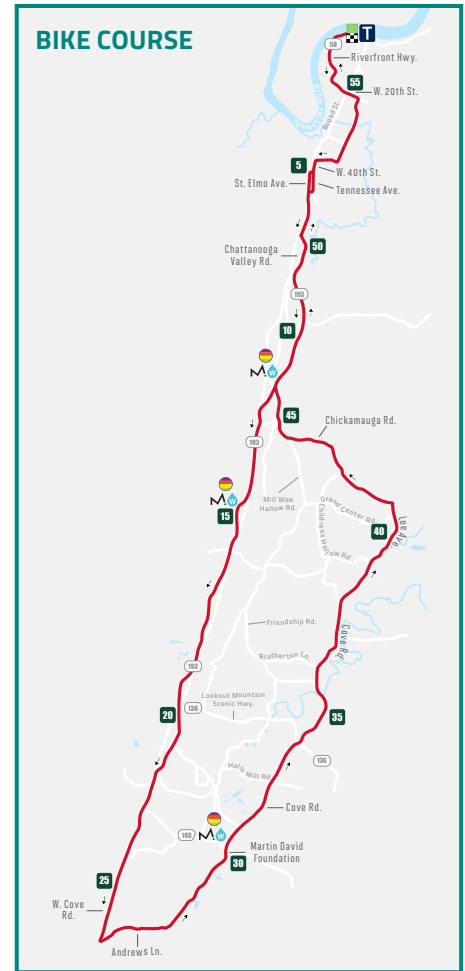 BIKE COURSE
T
58
Riverfront Hwy.
55
W. 20th St.
Broad St.
5
W. 40th St.
St. Elmo Ave.
Tennessee Ave.
50
Chattanooga
Valley Rd.
193
10
W
45
Chickamauga Rd.
193
W
15
Mill Wee
Hallow Rd.
Grand Center Rd.
Childress Hollow Rd.
Lee Ave
40
Friendship Rd.
Cove Rd.
Brotherton Ln.
193
Lookout Mountain
Scenic Hwy.
136
20
35
136
Halls Mill Rd
Cove Rd.
193
W
Martin David
Foundation
30
25
W. Cove
Rd.
Andrews Ln.